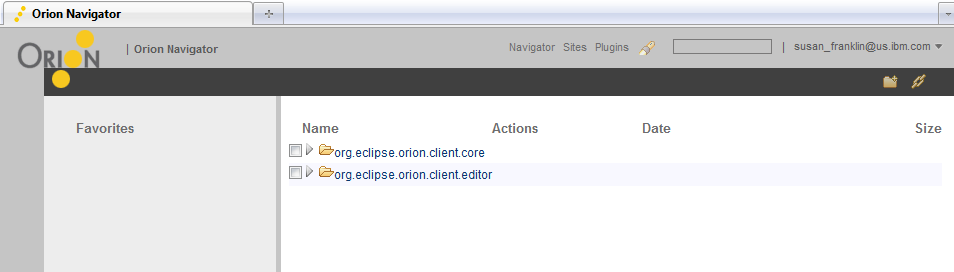 Orion Navigator
ORION | Orion Navigator Navigator Sites Plugins | susan_franklin@us.ibm.com
Favorites
Name Actions Date Size
org.eclipse.orion.client.core
org.eclipse.orion.client.editor